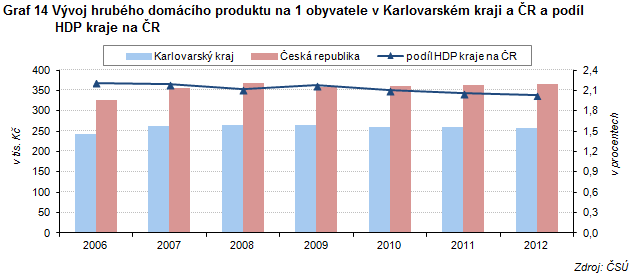 Graf 14 Vývoj hrubého domácího produktu na 1 obyvatele v Karlovarském kraji a ČR a podíl
HDP kraje na ČR
Karlovarský kraj Česká republika podíl HDP kraje na ČR
400 2,4
350 2,1
300 1,8
250 1,5
200 1,2
150 0,9
100 0,6
50 0,3
0 0,0
v tis. Kč
v procentech
2006 2007 2008 2009 2010 2011 2012
Zdroj: ČSÚ